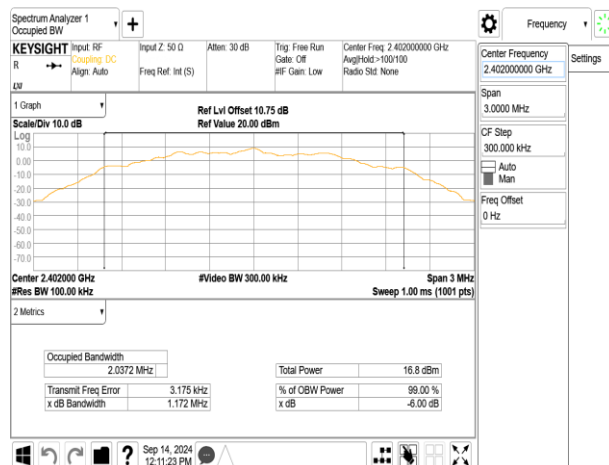 Spectrum Analyzer 1
Occupied BW
Frequency
KEYSIGHT
R
LXI
Input: RF
Coupling: DC
Align: Auto
Input Z: 50 Ω
Freq Ref: Int (S)
Atten: 30 dB
Trig: Free Run
Gate: Off
#IF Gain: Low
Center Freq: 2.402000000 GHz
Avg|Hold:>100/100
Radio Std: None
Center Frequency
2.402000000 GHz
Settings
Span
3.0000 MHz
CF Step
300.000 kHz
Auto
Man
Freq Offset
0 Hz
1 Graph
Scale/Div 10.0 dB
Ref Lvl Offset 10.75 dB
Ref Value 20.00 dBm
Log
10.0
0.00
-10.0
-20.0
-30.0
-40.0
-50.0
-60.0
-70.0
Center 2.402000 GHz
#Res BW 100.00 kHz
#Video BW 300.00 kHz
Span 3 MHz
Sweep 1.00 ms (1001 pts)
2 Metrics
Occupied Bandwidth
2.0372 MHz
Transmit Freq Error 3.175 kHz
x dB Bandwidth 1.172 MHz
Total Power 16.8 dBm
% of OBW Power 99.00 %
x dB -6.00 dB
Sep 14, 2024
12:11:23 PM